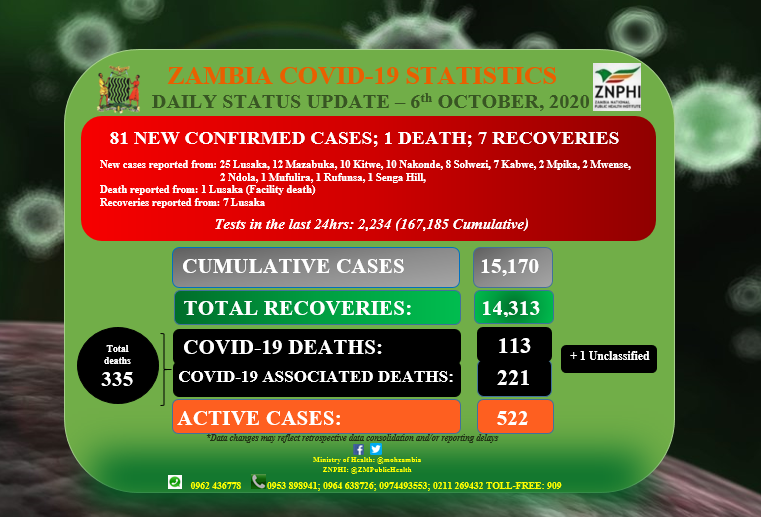 ZAMBIA COVID-19 STATISTICS
DAILY STATUS UPDATE – 6th OCTOBER, 2020
ZNPHI
ZAMBIA NATIONAL
PUBLIC HEALTH INSTITUTE
81 NEW CONFIRMED CASES; 1 DEATH; 7 RECOVERIES
New cases reported from: 25 Lusaka, 12 Mazabuka, 10 Kitwe, 10 Nakonde, 8 Solwezi, 7 Kabwe, 2 Mpika, 2 Mwense,
2 Ndola, 1 Mufulira, 1 Rufunsa, 1 Senga Hill,
Death reported from: 1 Lusaka (Facility death)
Recoveries reported from: 7 Lusaka
Tests in the last 24hrs: 2,234 (167,185 Cumulative)
CUMULATIVE CASES 15,170
TOTAL RECOVERIES: 14,313
Total
deaths
335
COVID-19 DEATHS: 113
COVID-19 ASSOCIATED DEATHS: 221
+ 1 Unclassified
ACTIVE CASES: 522
*Data changes may reflect retrospective data consolidation and/or reporting delays
Ministry of Health: @mohzambia
ZNPHI: @ZMPublicHealth
0962 436778 0953 898941; 0964 638726; 0974493553; 0211 269432 TOLL-FREE: 909